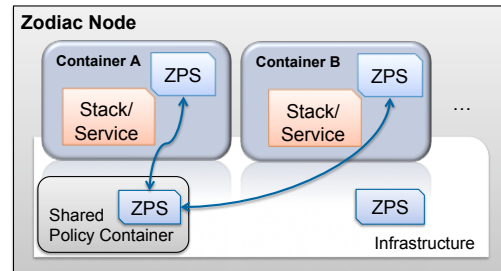 Zodiac Node
Container A
ZPS
Stack/
Service
Container B
ZPS
Stack/
Service
...
Shared
Policy Container
ZPS
ZPS
Infrastructure